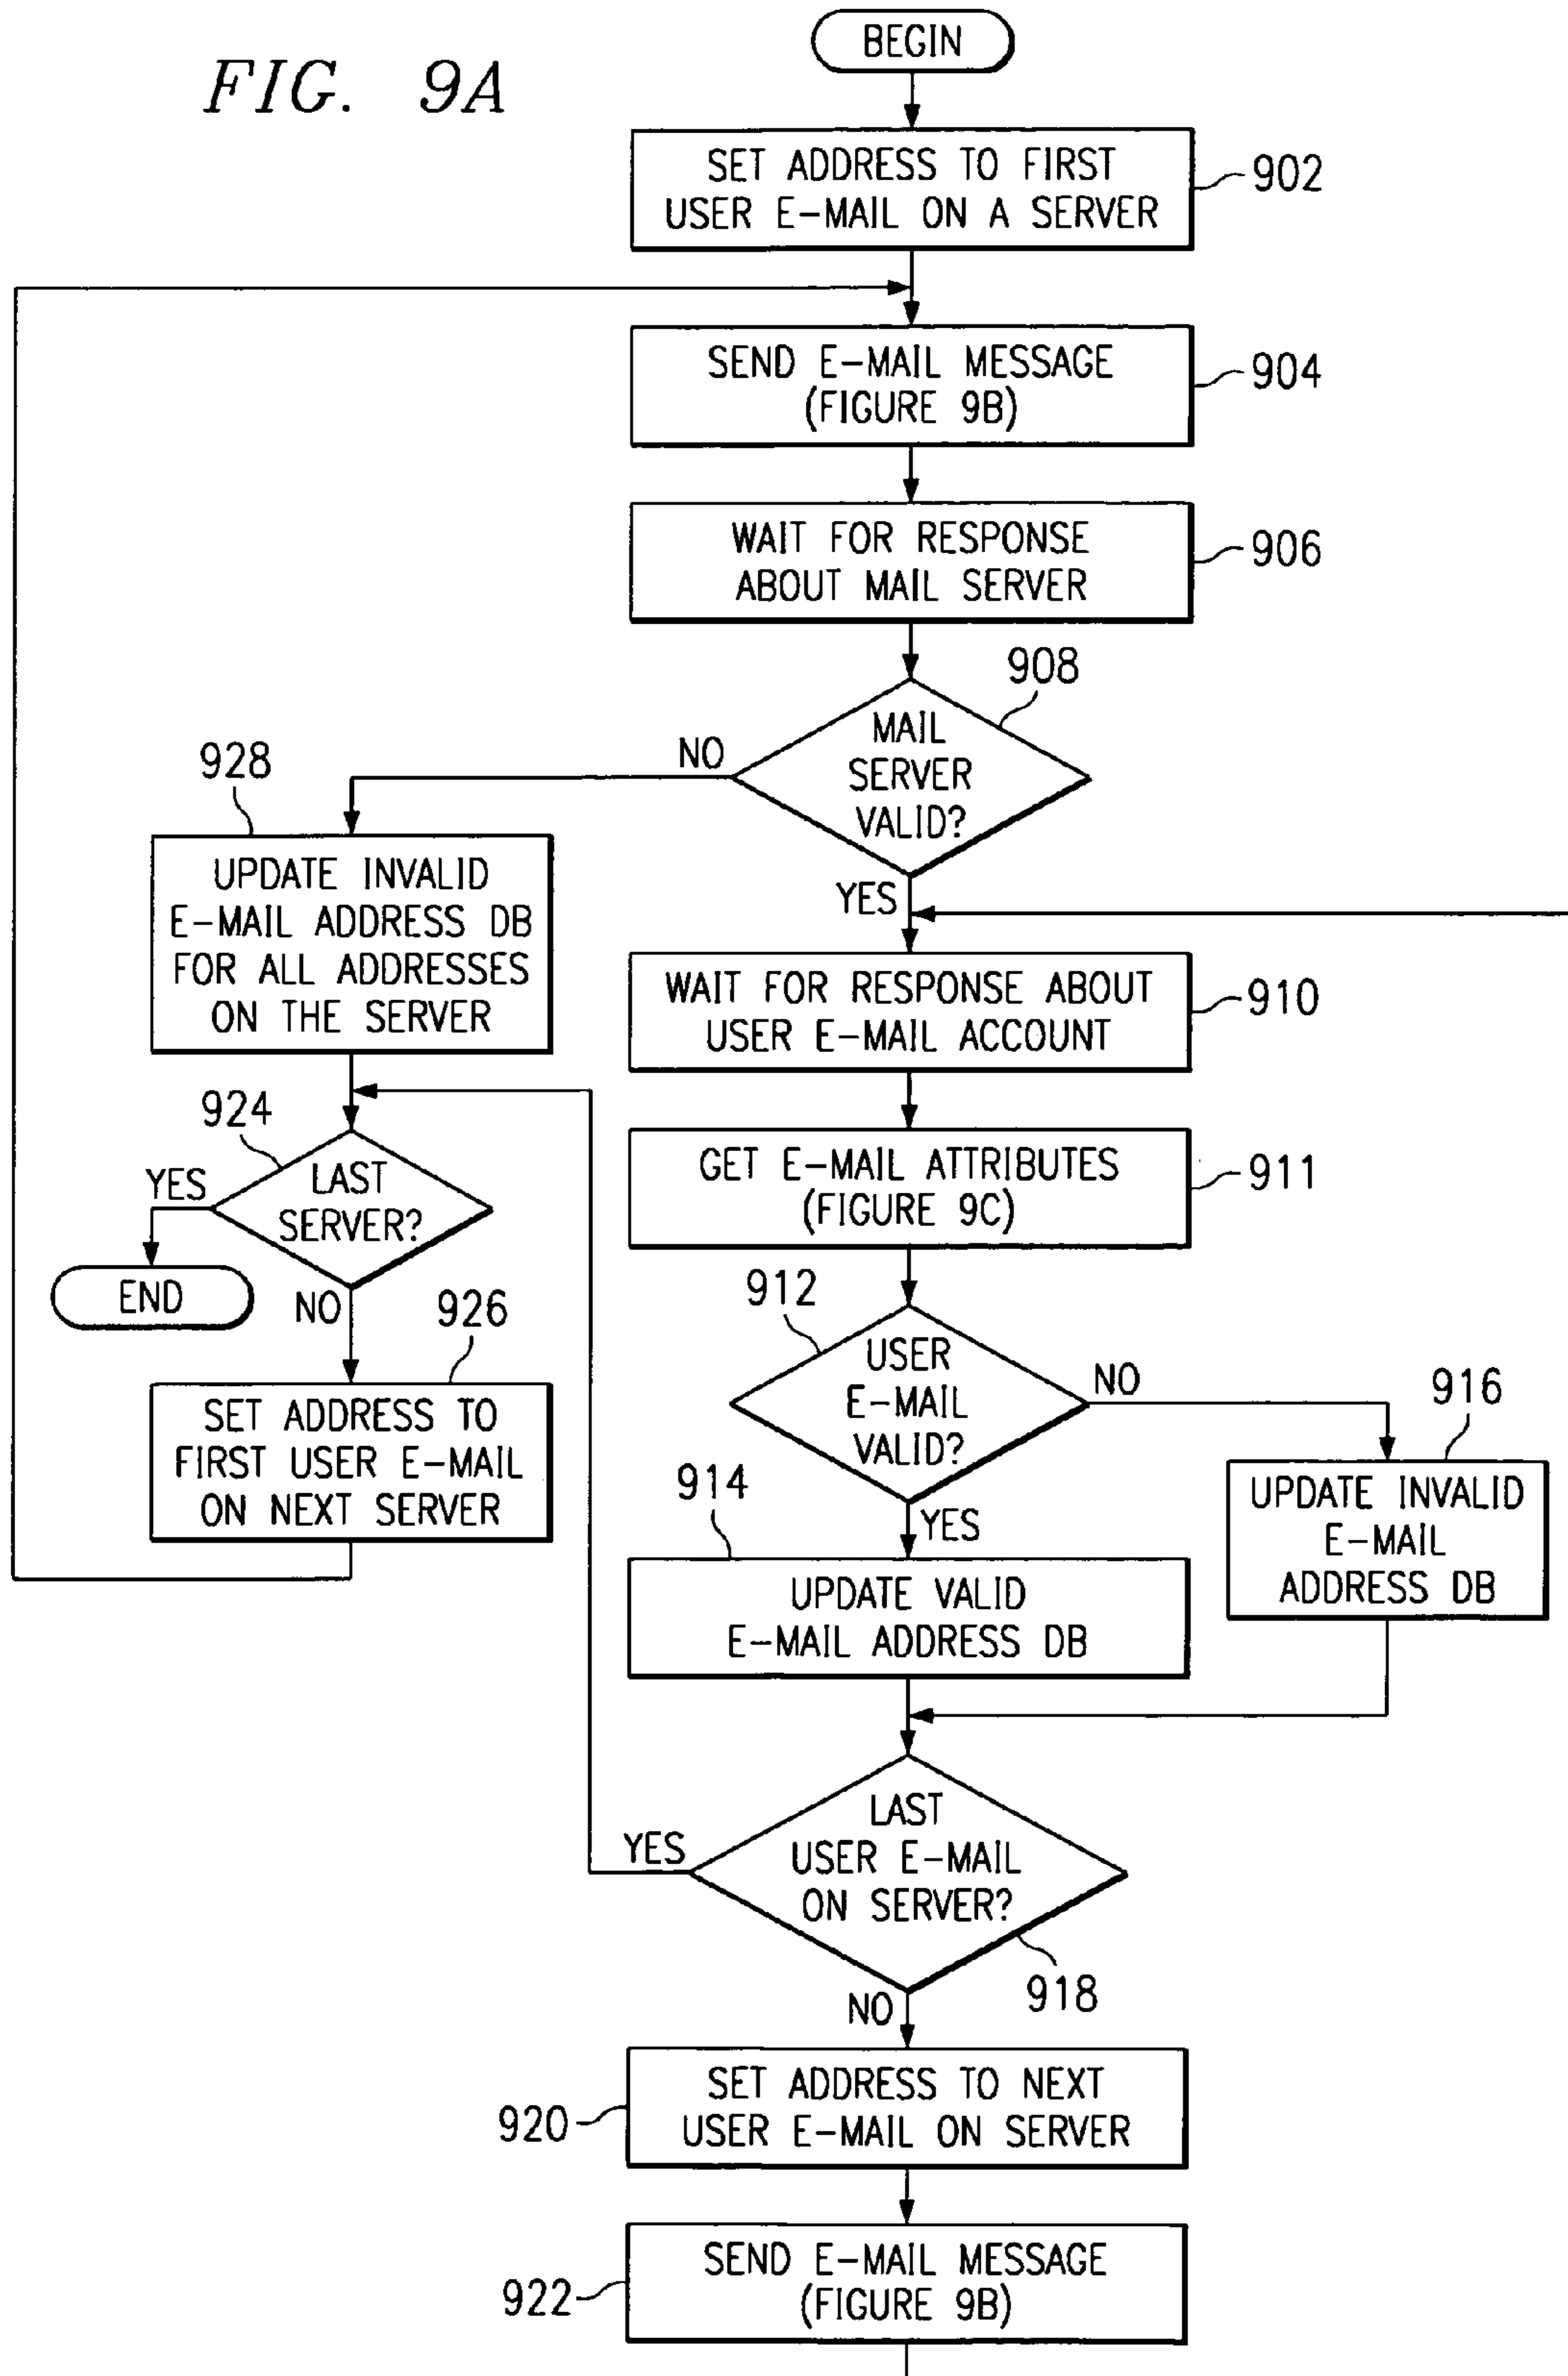 FIG. 9A
BEGIN
SET ADDRESS TO FIRST
USER E-MAIL ON A SERVER
902
SEND E-MAIL MESSAGE
(FIGURE 9B)
904
WAIT FOR RESPONSE
ABOUT MAIL SERVER
906
908
MAIL
SERVER
VALID?
NO
YES
928
UPDATE INVALID
E-MAIL ADDRESS DB
FOR ALL ADDRESSES
ON THE SERVER
WAIT FOR RESPONSE ABOUT
USER E-MAIL ACCOUNT
910
924
LAST
SERVER?
YES
END
NO
GET E-MAIL ATTRIBUTES
(FIGURE 9C)
911
926
SET ADDRESS TO
FIRST USER E-MAIL
ON NEXT SERVER
912
USER
E-MAIL
VALID?
NO
YES
916
UPDATE INVALID
E-MAIL
ADDRESS DB
914
UPDATE VALID
E-MAIL ADDRESS DB
LAST
USER E-MAIL
ON SERVER?
YES
918
NO
SET ADDRESS TO NEXT
USER E-MAIL ON SERVER
920
SEND E-MAIL MESSAGE
(FIGURE 9B)
922